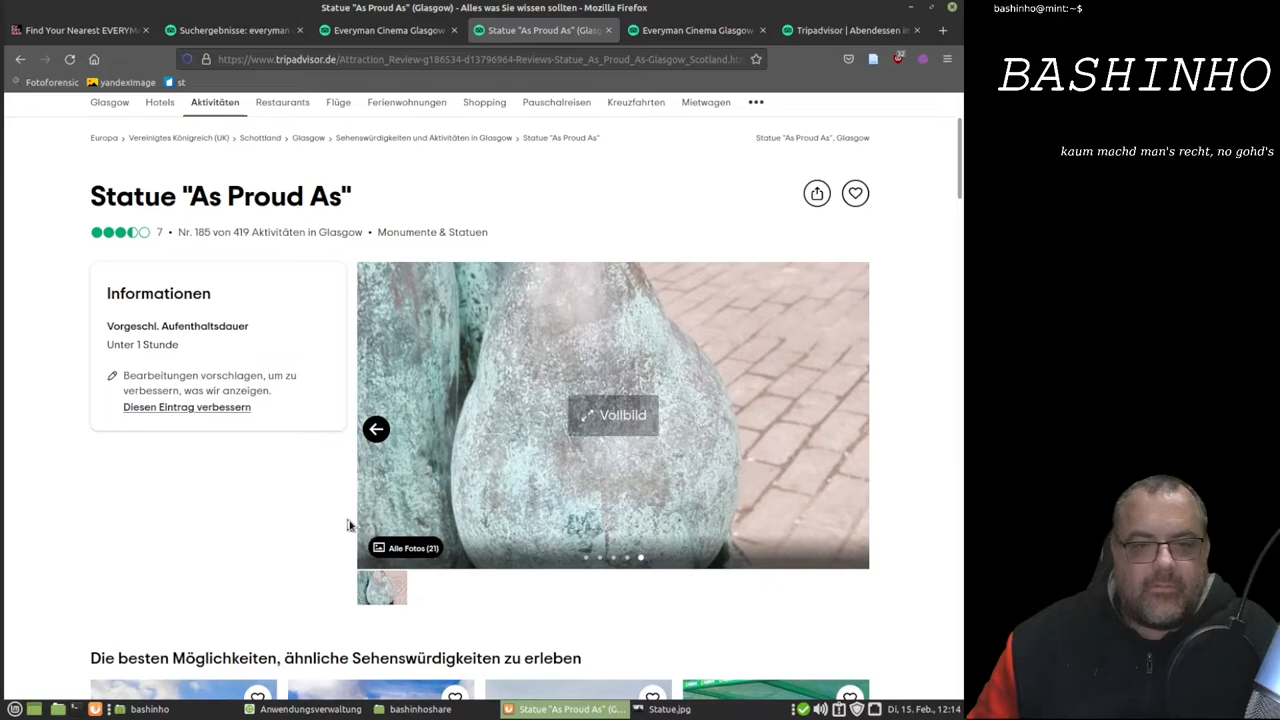 Statue "As Proud As" (Glasgow) - Alles was Sie wissen sollten - Mozilla Firefox
bashinho@mint:~$
Find Your Nearest EVERYM
Suchergebnisse: everyman
Everyman Cinema Glasgow
Statue "As Proud As" (Glasg
Everyman Cinema Glasgow
Tripadvisor | Abendessen in
https://www.tripadvisor.de/Attraction_Review-g186534-d13796964-Reviews-Statue_As_Proud_As-Glasgow_Scotland.htm
32
Fotoforensic
yandexImage
st
BASHINHO
kaum machd man's recht, no gohd's
Glasgow
Hotels
Aktivitäten
Restaurants
Flüge
Ferienwohnungen
Shopping
Pauschalreisen
Kreuzfahrten
Mietwagen
Europa > Vereinigtes Königreich (UK) > Schottland > Glasgow > Sehenswürdigkeiten und Aktivitäten in Glasgow > Statue "As Proud As"
Statue "As Proud As", Glasgow
Statue "As Proud As"
7 • Nr. 185 von 419 Aktivitäten in Glasgow • Monumente & Statuen
Informationen
Vorgeschl. Aufenthaltsdauer
Unter 1 Stunde
Bearbeitungen vorschlagen, um zu
verbessern, was wir anzeigen.
Diesen Eintrag verbessern
Vollbild
Alle Fotos (21)
Die besten Möglichkeiten, ähnliche Sehenswürdigkeiten zu erleben
bashinho
Anwendungsverwaltung
bashinhoshare
Statue "As Proud As" (G...
Statue.jpg
Di, 15. Feb., 12:14